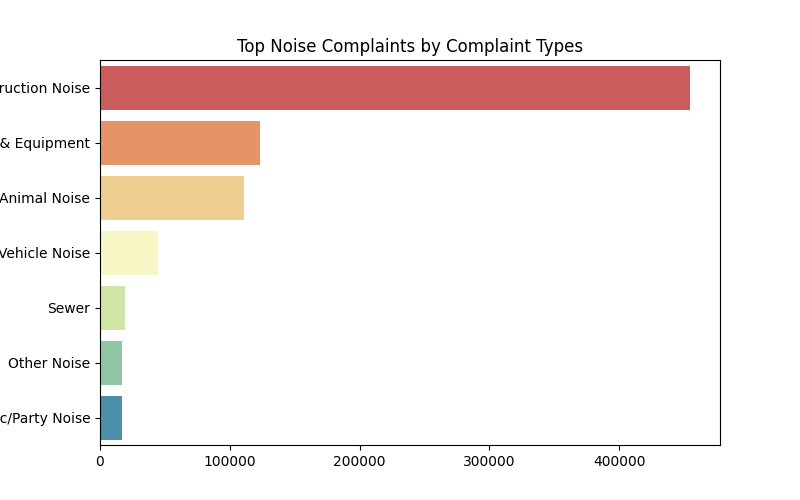 Top Noise Complaints by Complaint Types
ruction Noise
& Equipment
Animal Noise
Vehicle Noise
Sewer
Other Noise
c/Party Noise
0 100000 200000 300000 400000